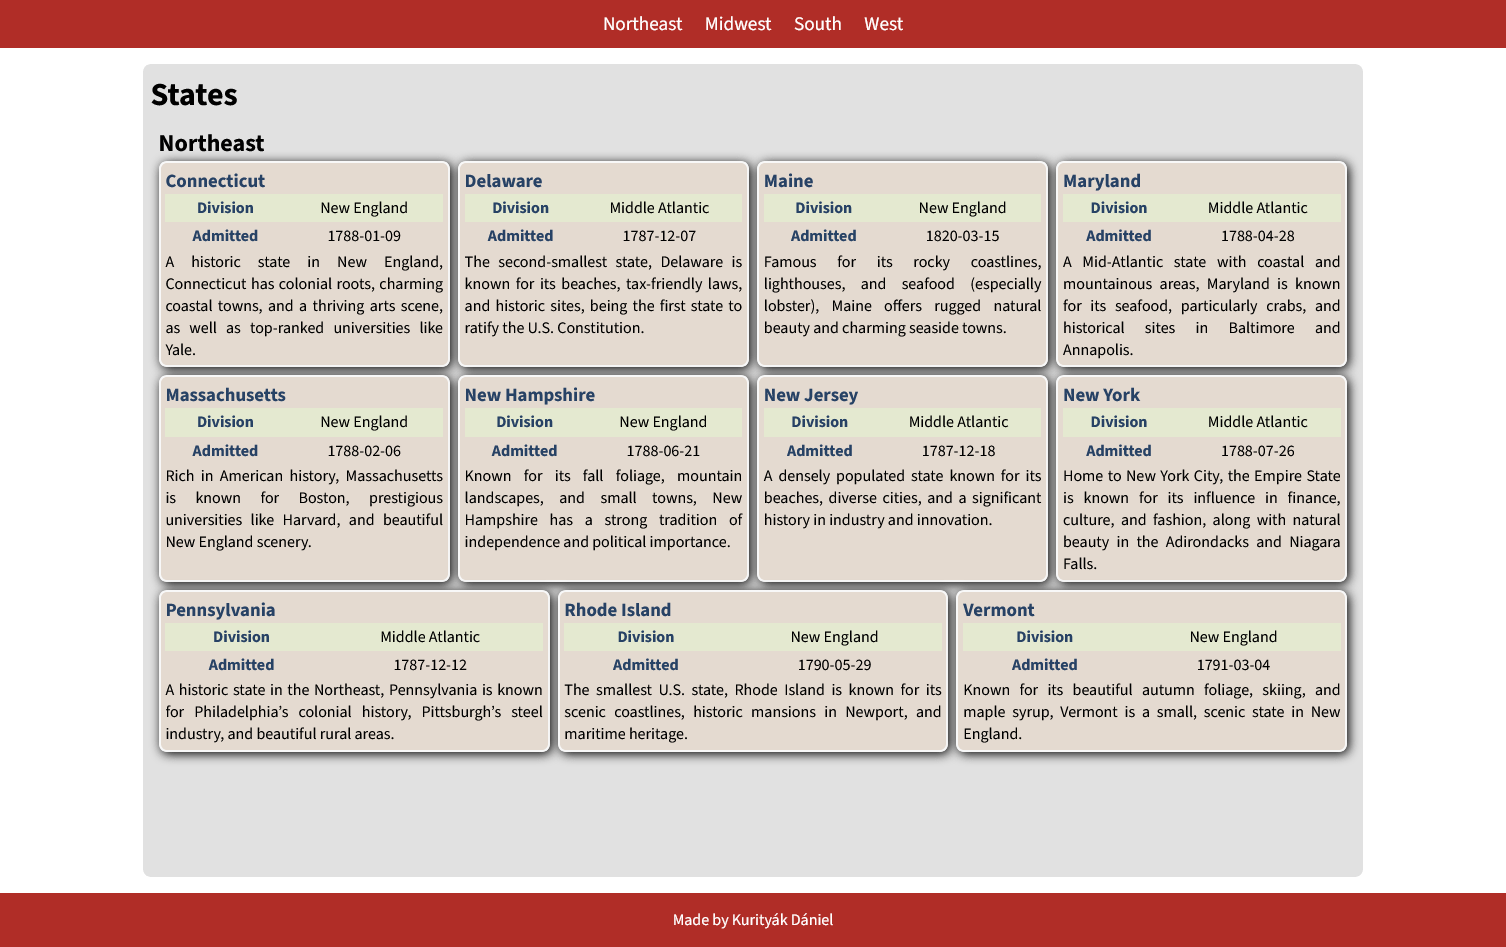 Northeast Midwest South West
States
Northeast
Connecticut
Division New England
Admitted 1788-01-09
A historic state in New England,
Connecticut has colonial roots, charming
coastal towns, and a thriving arts scene,
as well as top-ranked universities like
Yale.
Delaware
Division Middle Atlantic
Admitted 1787-12-07
The second-smallest state, Delaware is
known for its beaches, tax-friendly laws,
and historic sites, being the first state to
ratify the U.S. Constitution.
Maine
Division New England
Admitted 1820-03-15
Famous for its rocky coastlines,
lighthouses, and seafood (especially
lobster), Maine offers rugged natural
beauty and charming seaside towns.
Maryland
Division Middle Atlantic
Admitted 1788-04-28
A Mid-Atlantic state with coastal and
mountainous areas, Maryland is known
for its seafood, particularly crabs, and
historical sites in Baltimore and
Annapolis.
Massachusetts
Division New England
Admitted 1788-02-06
Rich in American history, Massachusetts
is known for Boston, prestigious
universities like Harvard, and beautiful
New England scenery.
New Hampshire
Division New England
Admitted 1788-06-21
Known for its fall foliage, mountain
landscapes, and small towns, New
Hampshire has a strong tradition of
independence and political importance.
New Jersey
Division Middle Atlantic
Admitted 1787-12-18
A densely populated state known for its
beaches, diverse cities, and a significant
history in industry and innovation.
New York
Division Middle Atlantic
Admitted 1788-07-26
Home to New York City, the Empire State
is known for its influence in finance,
culture, and fashion, along with natural
beauty in the Adirondacks and Niagara
Falls.
Pennsylvania
Division Middle Atlantic
Admitted 1787-12-12
A historic state in the Northeast, Pennsylvania is known
for Philadelphia’s colonial history, Pittsburgh’s steel
industry, and beautiful rural areas.
Rhode Island
Division New England
Admitted 1790-05-29
The smallest U.S. state, Rhode Island is known for its
scenic coastlines, historic mansions in Newport, and
maritime heritage.
Vermont
Division New England
Admitted 1791-03-04
Known for its beautiful autumn foliage, skiing, and
maple syrup, Vermont is a small, scenic state in New
England.
Made by Kurityák Dániel